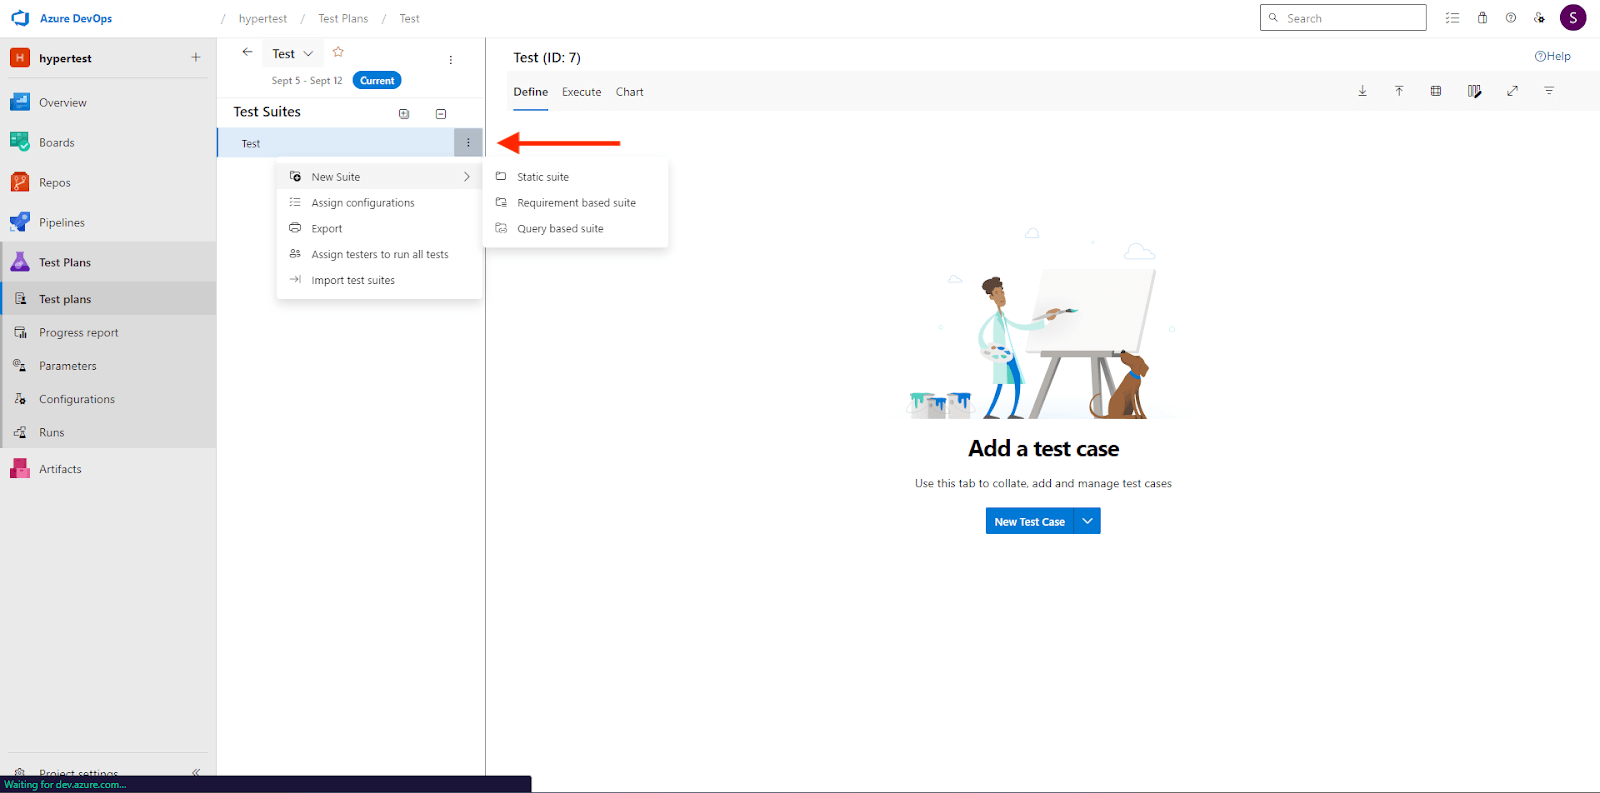 Azure DevOps / hypertest / Test Plans / Test Search S
H hypertest +
Overview
Boards
Repos
Pipelines
Test Plans
Test plans
Progress report
Parameters
Configurations
Runs
Artifacts
Project settings
Waiting for dev.azure.com...
Test
Sept 5 - Sept 12 Current
Test Suites
Test
New Suite
Assign configurations
Export
Assign testers to run all tests
Import test suites
Static suite
Requirement based suite
Query based suite
Test (ID: 7)
Help
Define Execute Chart
Add a test case
Use this tab to collate, add and manage test cases
New Test Case